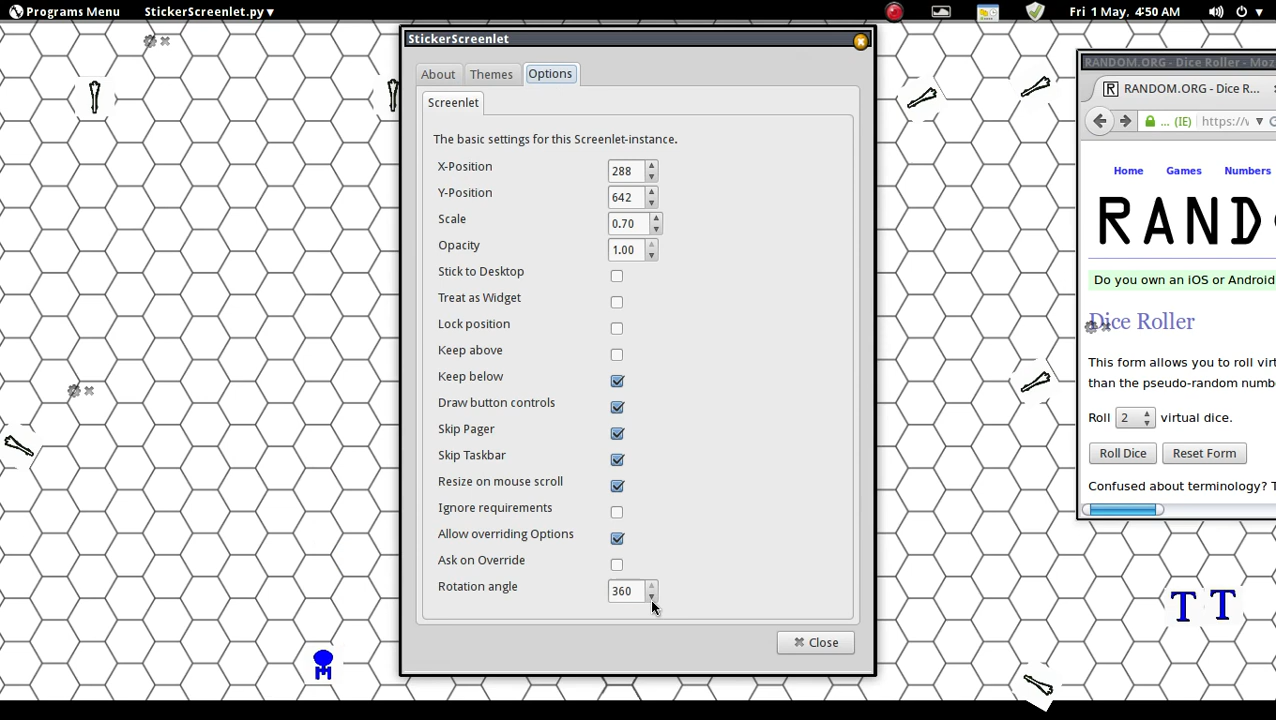 Programs Menu StickerScreenlet.py Fri 1 May, 4:50 AM
StickerScreenlet
About Themes Options
Screenlet
The basic settings for this Screenlet-instance.
X-Position 288
Y-Position 642
Scale 0.70
Opacity 1.00
Stick to Desktop
Treat as Widget
Lock position
Keep above
Keep below
Draw button controls
Skip Pager
Skip Taskbar
Resize on mouse scroll
Ignore requirements
Allow overriding Options
Ask on Override
Rotation angle 360
Close
RANDOM.ORG - Dice Roller - Moz
R RANDOM.ORG - Dice R...
... (IE) https://v
Home Games Numbers
RAND
Do you own an iOS or Android
Dice Roller
This form allows you to roll virt
than the pseudo-random numb
Roll 2 virtual dice.
Roll Dice Reset Form
Confused about terminology? T
T T